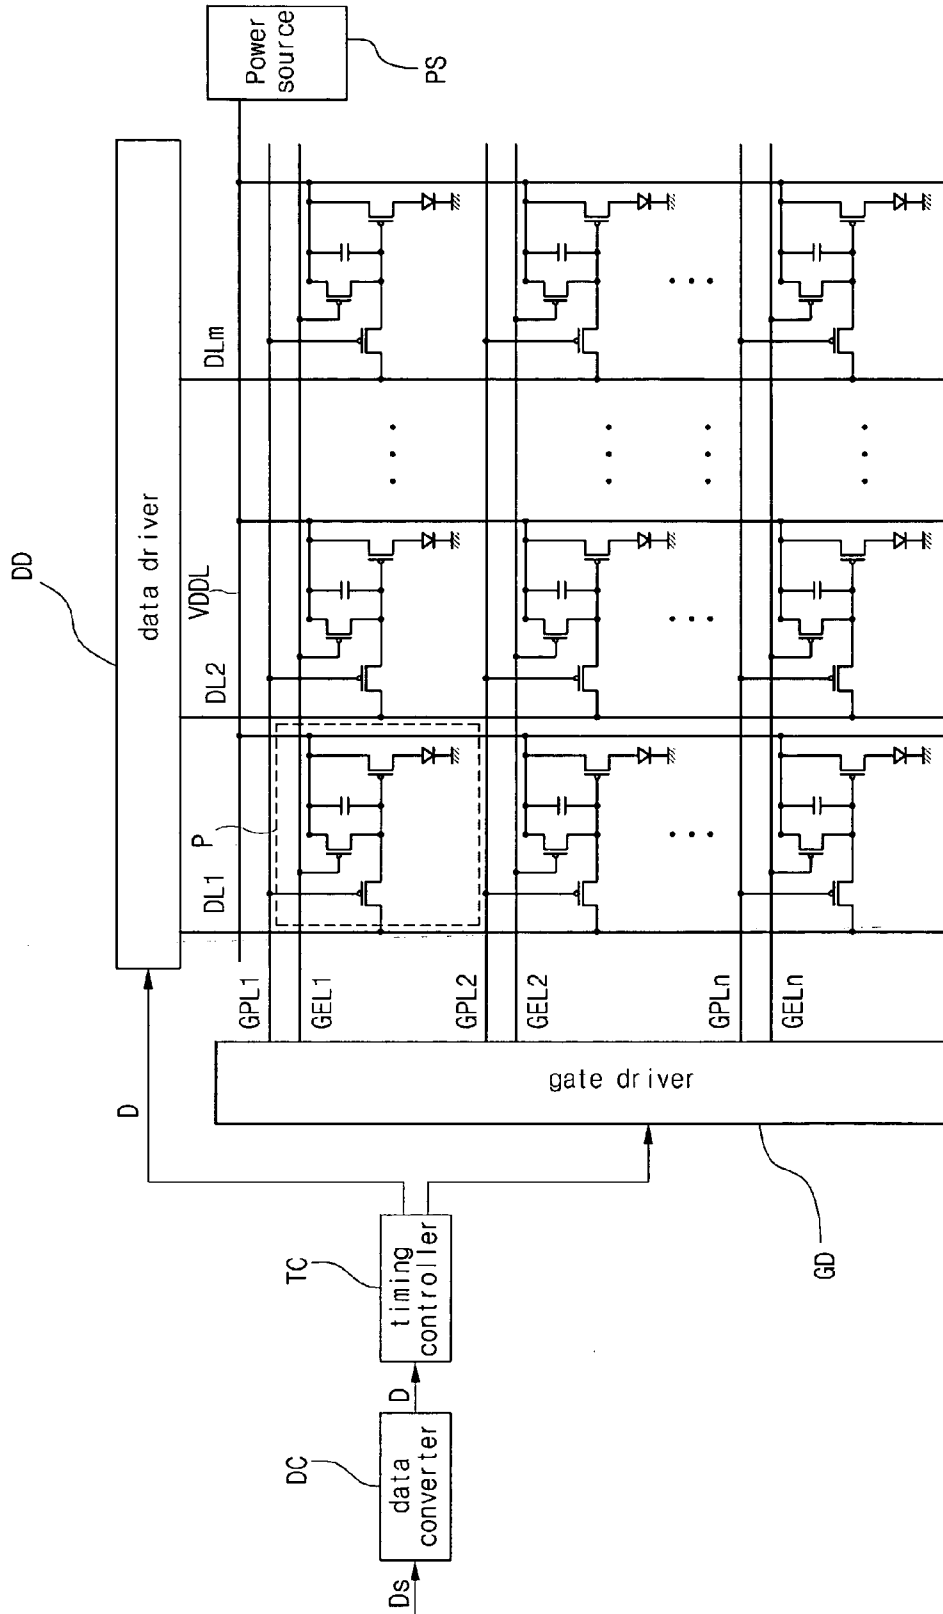 Power
source
PS
data driver
DD
DL1
P
DL2
VDDL
DLm
D
GPL1
GEL1
GPL2
GEL2
GPLn
GELn
gate driver
GD
TC
timing
controller
D
DC
data
converter
Ds